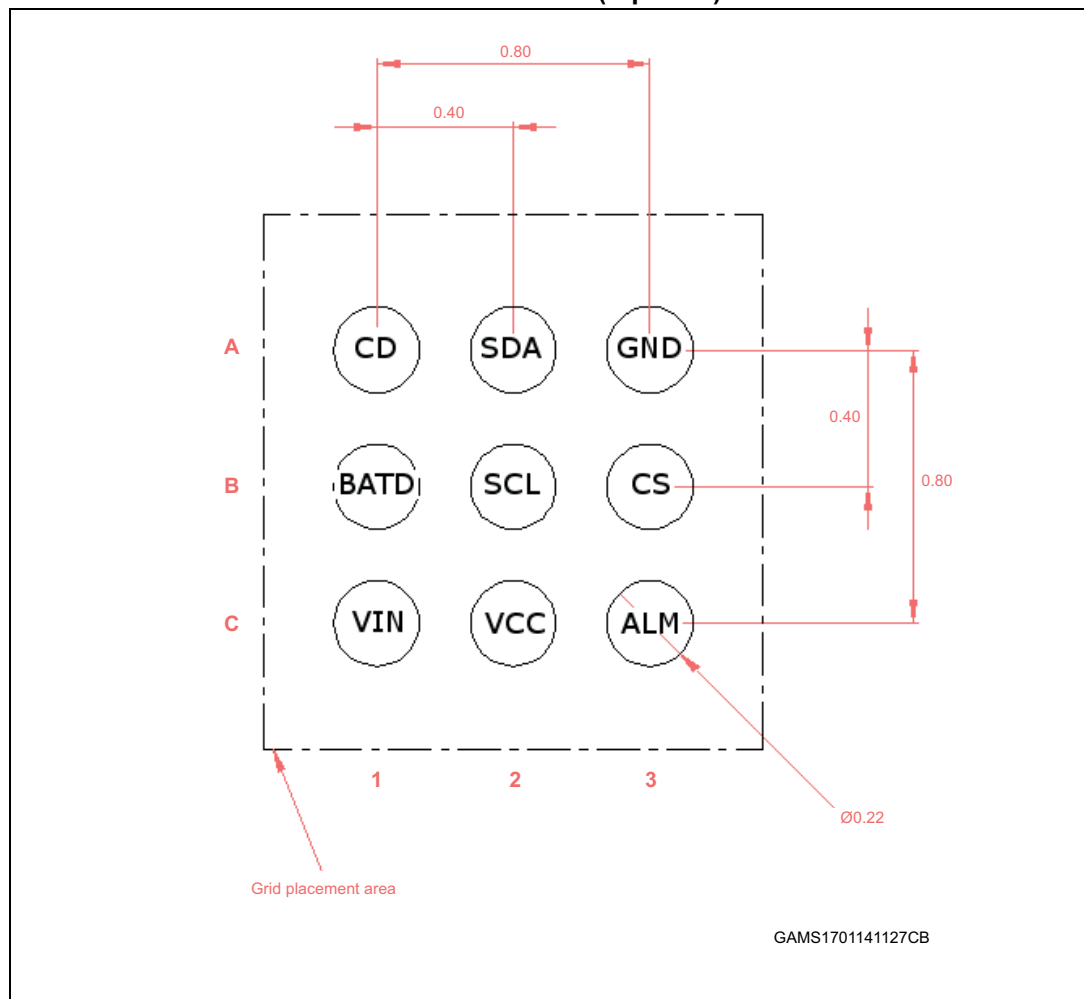 0.80
0.40
A CD SDA GND
0.40
B BATD SCL CS 0.80
C VIN VCC ALM
1 2 3
Ø0.22
Grid placement area
GAMS1701141127CB